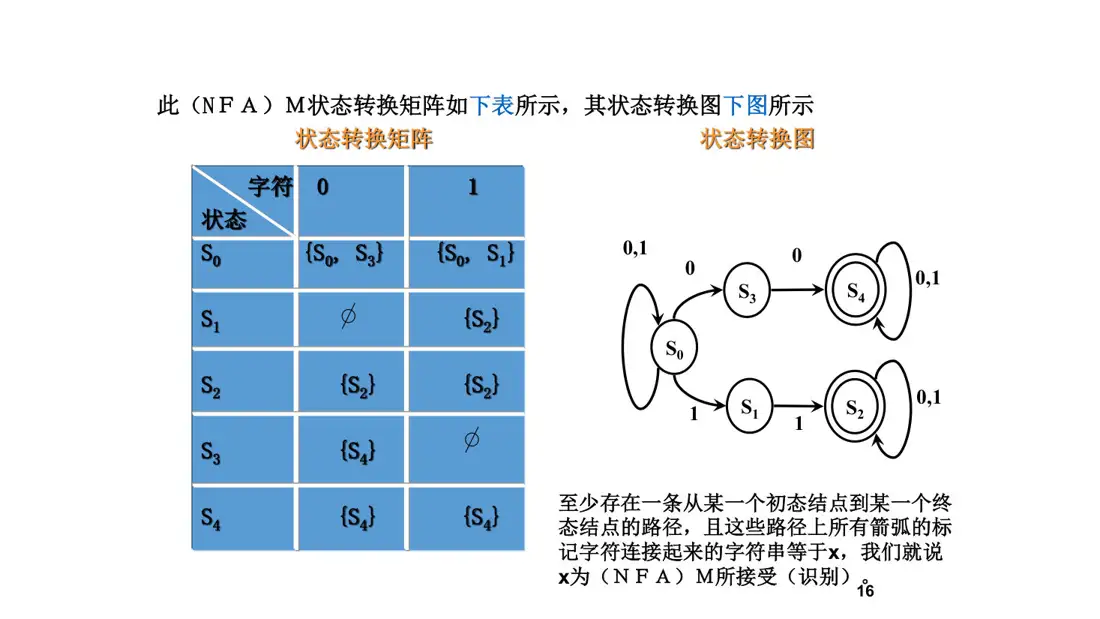 此（NＦＡ）Ｍ状态转换矩阵如下表所示，其状态转换图下图所示
状态转换矩阵
状态转换图
字符 0 1
状态
S0 {S0, S3} {S0, S1}
S1 ∅ {S2}
S2 {S2} {S2}
S3 {S4} ∅
S4 {S4} {S4}
0,1
0
0
S3
S4
0,1
S0
1
S1
1
S2
0,1
至少存在一条从某一个初态结点到某一个终
态结点的路径，且这些路径上所有箭弧的标
记字符连接起来的字符串等于x，我们就说
x为（ＮＦＡ）Ｍ所接受（识别）。
16